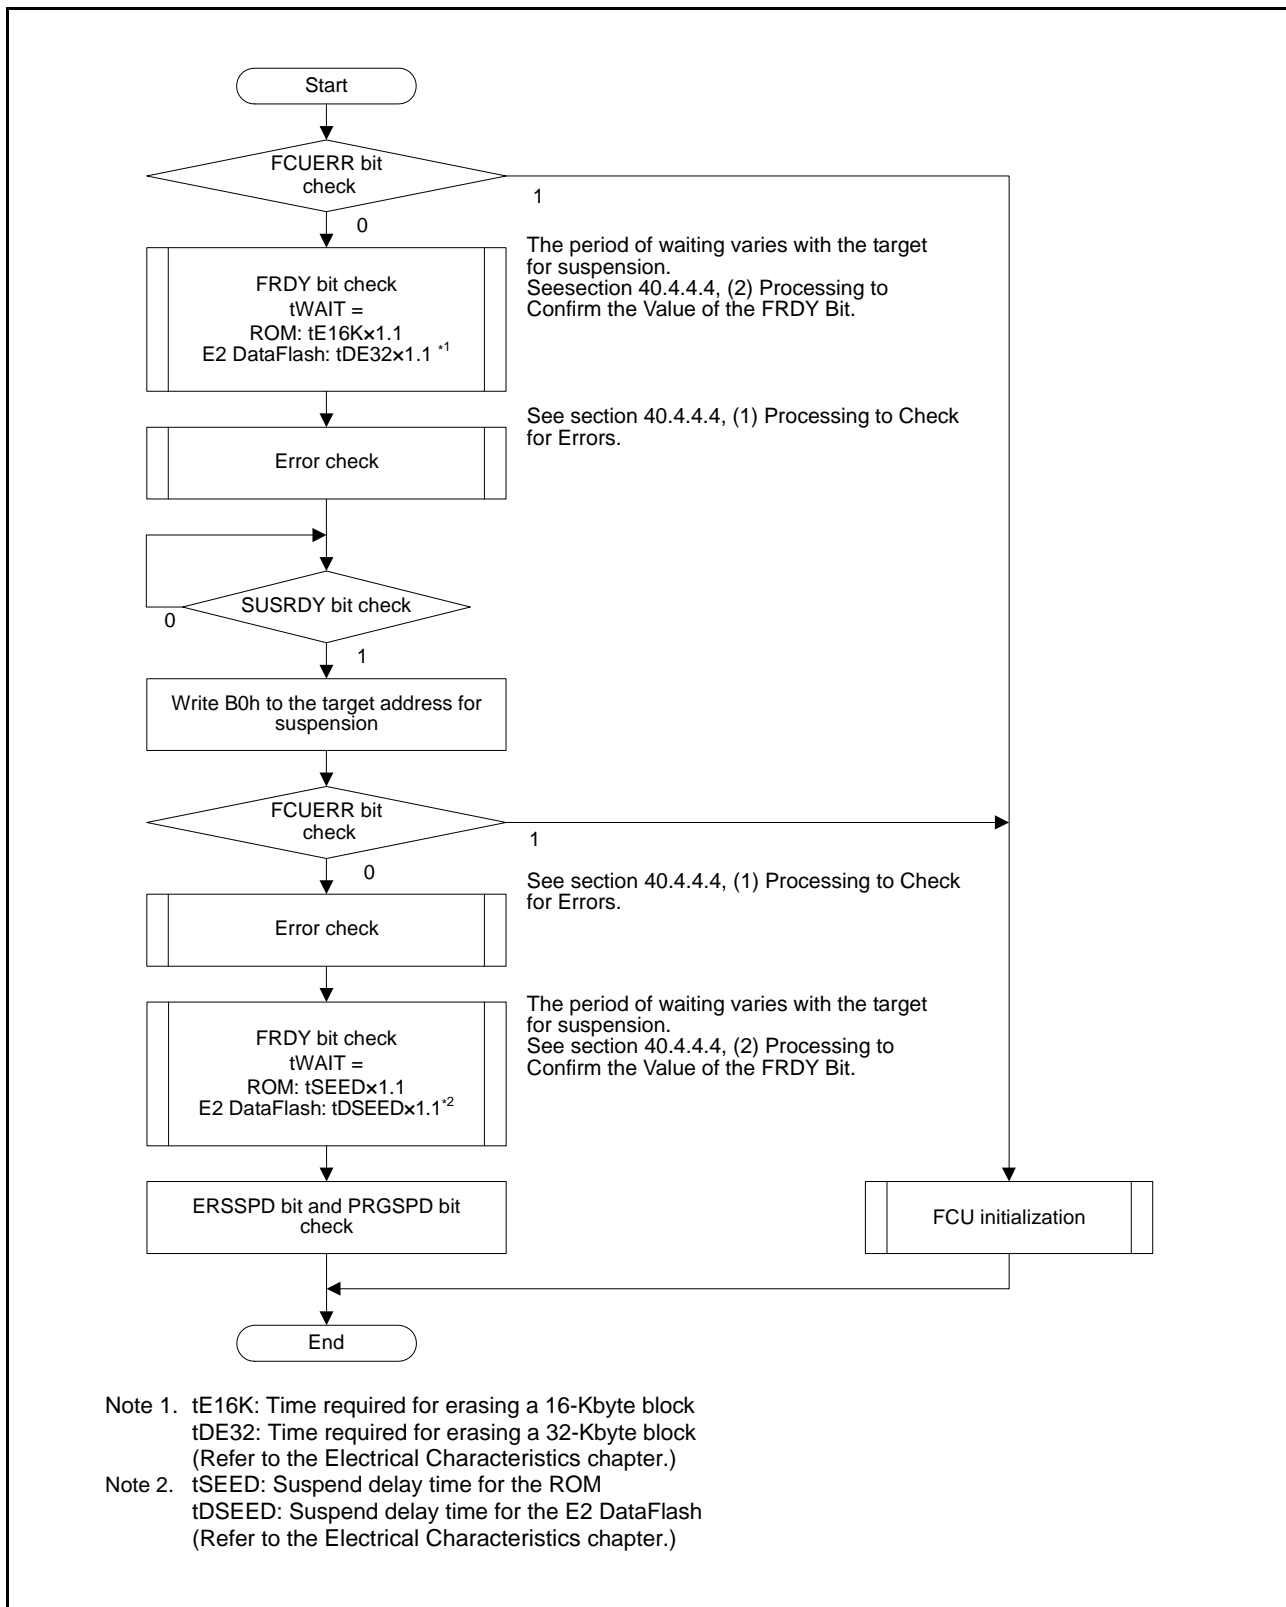 Start
FCUERR bit
check
1
0
The period of waiting varies with the target
for suspension.
Seesection 40.4.4.4, (2) Processing to
Confirm the Value of the FRDY Bit.
FRDY bit check
tWAIT =
ROM: tE16K×1.1
E2 DataFlash: tDE32×1.1 *1
See section 40.4.4.4, (1) Processing to Check
for Errors.
Error check
SUSRDY bit check
0
1
Write B0h to the target address for
suspension
FCUERR bit
check
1
0
See section 40.4.4.4, (1) Processing to Check
for Errors.
Error check
The period of waiting varies with the target
for suspension.
See section 40.4.4.4, (2) Processing to
Confirm the Value of the FRDY Bit.
FRDY bit check
tWAIT =
ROM: tSEED×1.1
E2 DataFlash: tDSEED×1.1*2
ERSSPD bit and PRGSPD bit
check
FCU initialization
End
Note 1. tE16K: Time required for erasing a 16-Kbyte block
tDE32: Time required for erasing a 32-Kbyte block
(Refer to the Electrical Characteristics chapter.)
Note 2. tSEED: Suspend delay time for the ROM
tDSEED: Suspend delay time for the E2 DataFlash
(Refer to the Electrical Characteristics chapter.)